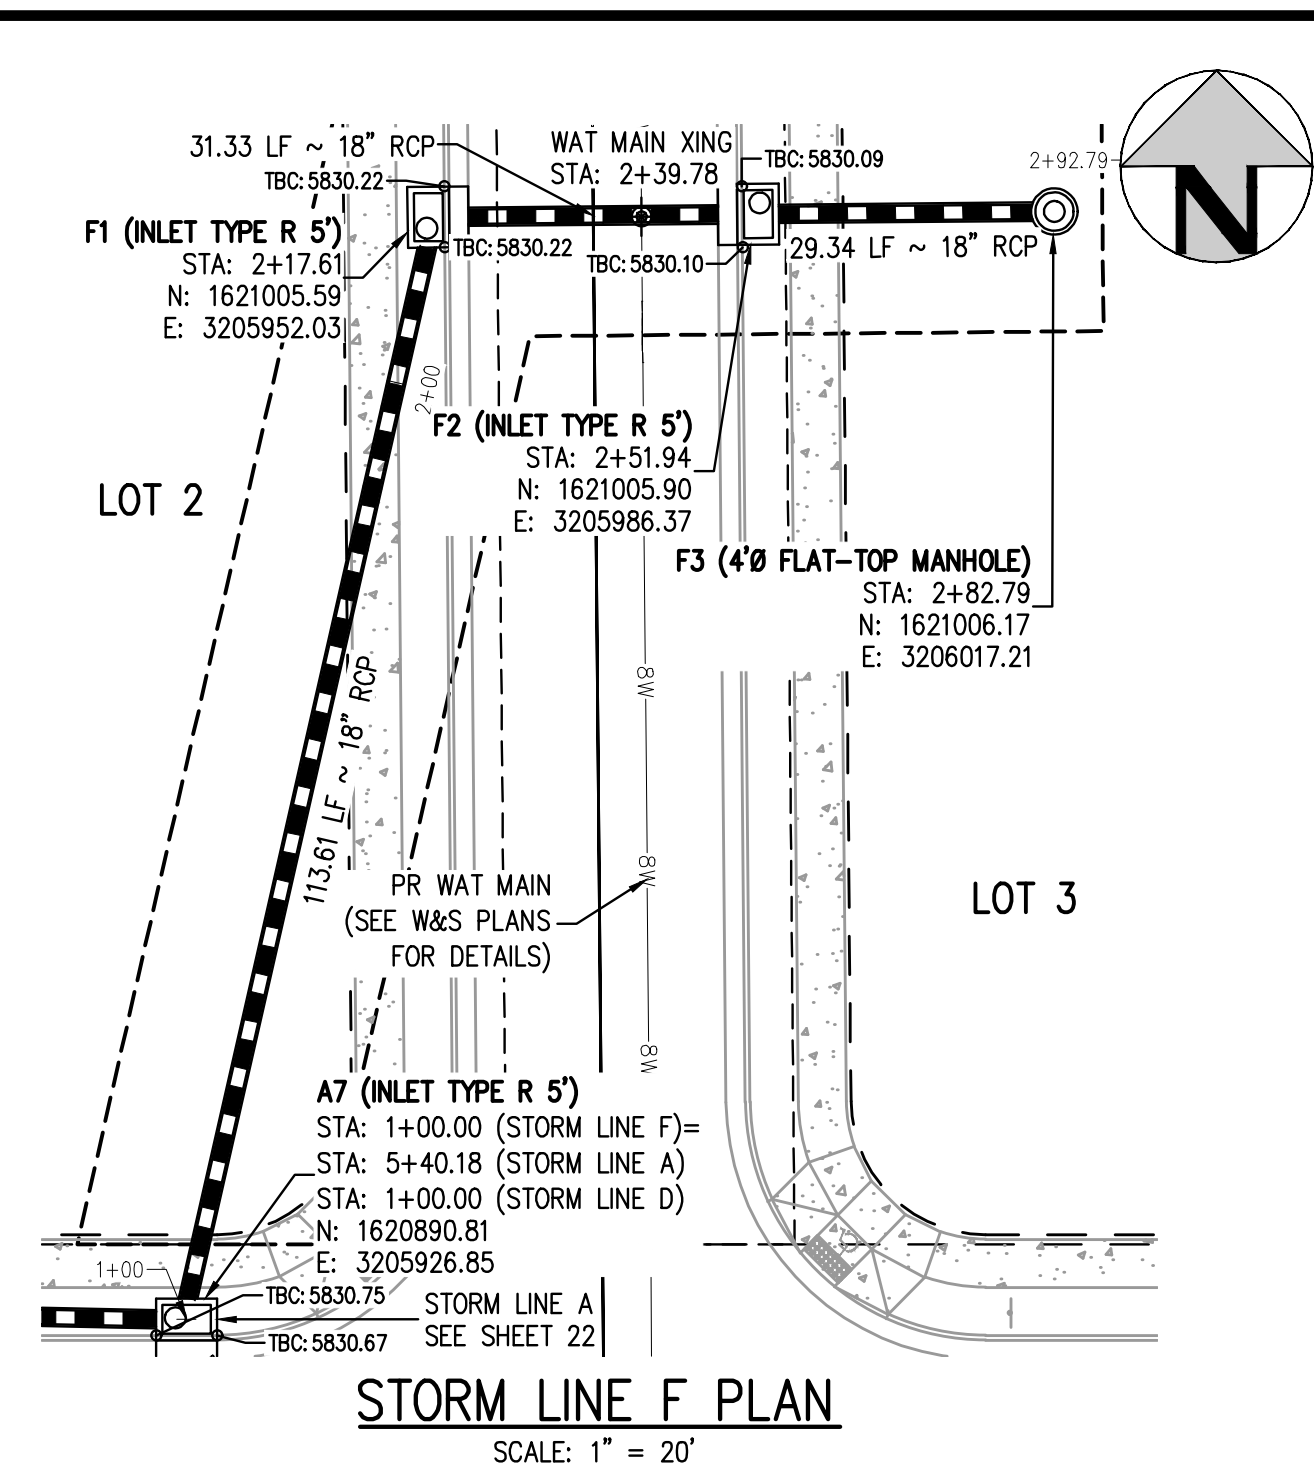 31.33 LF ~ 18" RCP
WAT MAIN XING
STA: 2+39.78
TBC: 5830.22
TBC: 5830.09
2+92.79
N
F1 (INLET TYPE R 5')
STA: 2+17.61
N: 1621005.59
E: 3205952.03
TBC: 5830.22
TBC: 5830.10
29.34 LF ~ 18" RCP
2+00
F2 (INLET TYPE R 5')
STA: 2+51.94
N: 1621005.90
E: 3205986.37
LOT 2
F3 (4'Ø FLAT-TOP MANHOLE)
STA: 2+82.79
N: 1621006.17
E: 3206017.21
8W
113.61 LF ~ 18" RCP
8W
PR WAT MAIN
(SEE W&S PLANS
FOR DETAILS)
LOT 3
8W
A7 (INLET TYPE R 5')
STA: 1+00.00 (STORM LINE F)=
STA: 5+40.18 (STORM LINE A)
STA: 1+00.00 (STORM LINE D)
N: 1620890.81
E: 3205926.85
1+00
TBC: 5830.75
TBC: 5830.67
STORM LINE A
SEE SHEET 22
STORM LINE F PLAN
SCALE: 1" = 20'